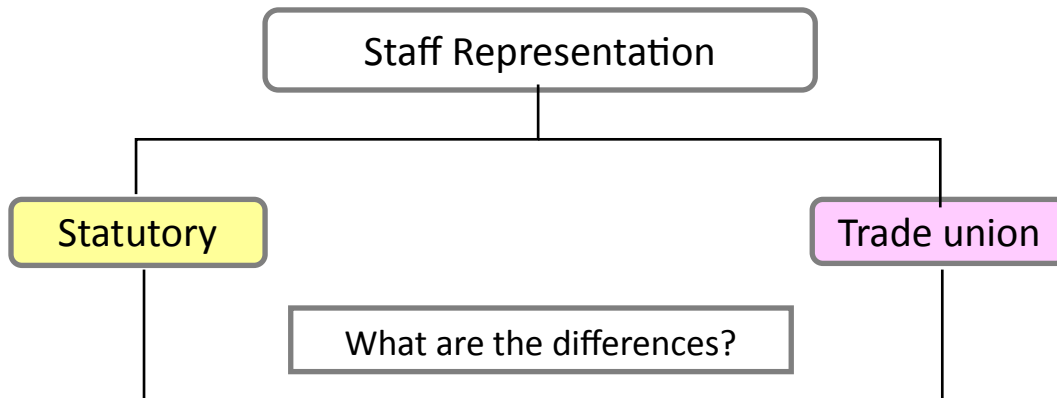 Staff Representation
Statutory
Trade union
What are the differences?